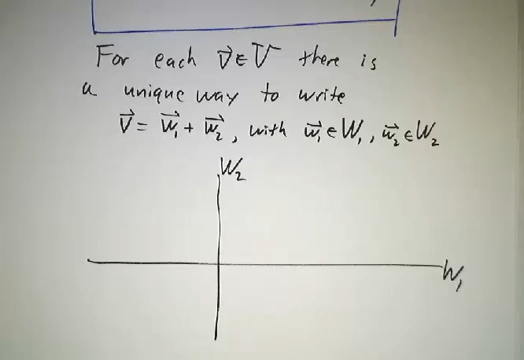 For each v⃗ ∈ V there is
a unique way to write
v⃗ = w⃗₁ + w⃗₂, with w⃗₁ ∈ W₁, w⃗₂ ∈ W₂
W₂
W₁